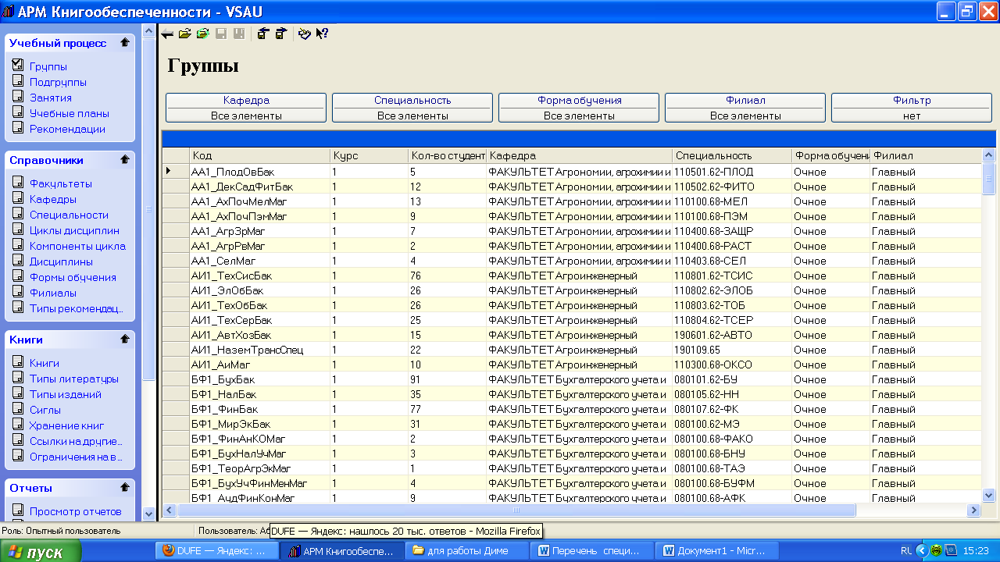 АРМ Книгообеспеченности - VSAU
Учебный процесс
Группы
Подгруппы
Занятия
Учебные планы
Рекомендации
Справочники
Факультеты
Кафедры
Специальности
Циклы дисциплин
Компоненты цикла
Дисциплины
Формы обучения
Филиалы
Типы рекомендац...
Книги
Книги
Типы литературы
Типы изданий
Сиглы
Хранение книг
Ссылки на другие...
Ограничения на в...
Отчеты
Просмотр отчетов
Группы
Кафедра Специальность Форма обучения Филиал Фильтр
Все элементы Все элементы Все элементы Все элементы нет
Код Курс Кол-во студент Кафедра Специальность Форма обучени Филиал
АА1_ПлодОвБак 1 5 ФАКУЛЬТЕТ Агрономии, агрохимии и 110501.62-ПЛОД Очное Главный
АА1_ДекСадФитБак 1 12 ФАКУЛЬТЕТ Агрономии, агрохимии и 110502.62-ФИТО Очное Главный
АА1_АхПочМелМаг 1 13 ФАКУЛЬТЕТ Агрономии, агрохимии и 110100.68-МЕЛ Очное Главный
АА1_АхПочПэмМаг 1 9 ФАКУЛЬТЕТ Агрономии, агрохимии и 110100.68-ПЭМ Очное Главный
АА1_АгрЗрМаг 1 7 ФАКУЛЬТЕТ Агрономии, агрохимии и 110400.68-ЗАЩР Очное Главный
АА1_АгрРвМаг 1 2 ФАКУЛЬТЕТ Агрономии, агрохимии и 110400.68-РАСТ Очное Главный
АА1_СелМаг 1 4 ФАКУЛЬТЕТ Агрономии, агрохимии и 110403.68-СЕЛ Очное Главный
АИ1_ТехСисБак 1 76 ФАКУЛЬТЕТ Агроинженерный 110801.62-ТСИС Очное Главный
АИ1_ЭлОбБак 1 26 ФАКУЛЬТЕТ Агроинженерный 110802.62-ЭЛОБ Очное Главный
АИ1_ТехОбБак 1 26 ФАКУЛЬТЕТ Агроинженерный 110803.62-ТОБ Очное Главный
АИ1_ТехСерБак 1 25 ФАКУЛЬТЕТ Агроинженерный 110804.62-ТСЕР Очное Главный
АИ1_АвтХозБак 1 15 ФАКУЛЬТЕТ Агроинженерный 190601.62-АВТО Очное Главный
АИ1_НаземТрансСпец 1 22 ФАКУЛЬТЕТ Агроинженерный 190109.65 Очное Главный
АИ1_АиМаг 1 10 ФАКУЛЬТЕТ Агроинженерный 110300.68-ОКСО Очное Главный
БФ1_БухБак 1 91 ФАКУЛЬТЕТ Бухгалтерского учета и 080101.62-БУ Очное Главный
БФ1_НалБак 1 35 ФАКУЛЬТЕТ Бухгалтерского учета и 080105.62-НН Очное Главный
БФ1_ФинБак 1 77 ФАКУЛЬТЕТ Бухгалтерского учета и 080107.62-ФК Очное Главный
БФ1_МирЭкБак 1 31 ФАКУЛЬТЕТ Бухгалтерского учета и 080100.62-МЭ Очное Главный
БФ1_ФинАнКОМаг 1 2 ФАКУЛЬТЕТ Бухгалтерского учета и 080100.68-ФАКО Очное Главный
БФ1_БухНалУчМаг 1 3 ФАКУЛЬТЕТ Бухгалтерского учета и 080100.68-БНУ Очное Главный
БФ1_ТеорАгрЭкМаг 1 1 ФАКУЛЬТЕТ Бухгалтерского учета и 080100.68-ТАЭ Очное Главный
БФ1_БухУчФинМенМаг 1 4 ФАКУЛЬТЕТ Бухгалтерского учета и 080100.68-БУФМ Очное Главный
БФ1_АудФинКонМаг 1 9 ФАКУЛЬТЕТ Бухгалтерского учета и 080100.68-АФК Очное Главный
Роль: Опытный пользователь Пользователь:
DUFE — Яндекс: нашлось 20 тыс. ответов - Mozilla Firefox
пуск DUFE — Яндекс: ... АРМ Книгообеспе... для работы Диме Перечень специ... Документ1 - Micr... RU 15:23